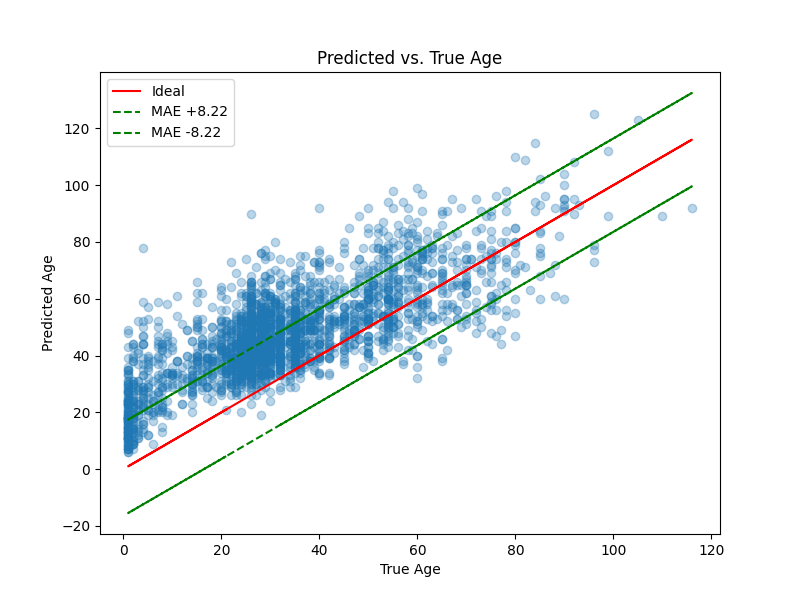 Predicted vs. True Age
Ideal
MAE +8.22
MAE -8.22
Predicted Age
120
100
80
60
40
20
0
−20
0 20 40 60 80 100 120
True Age